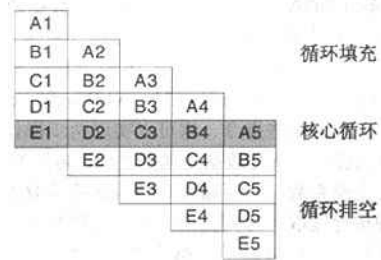 A1
B1 A2 循环填充
C1 B2 A3
D1 C2 B3 A4
E1 D2 C3 B4 A5 核心循环
E2 D3 C4 B5
E3 D4 C5
E4 D5 循环排空
E5